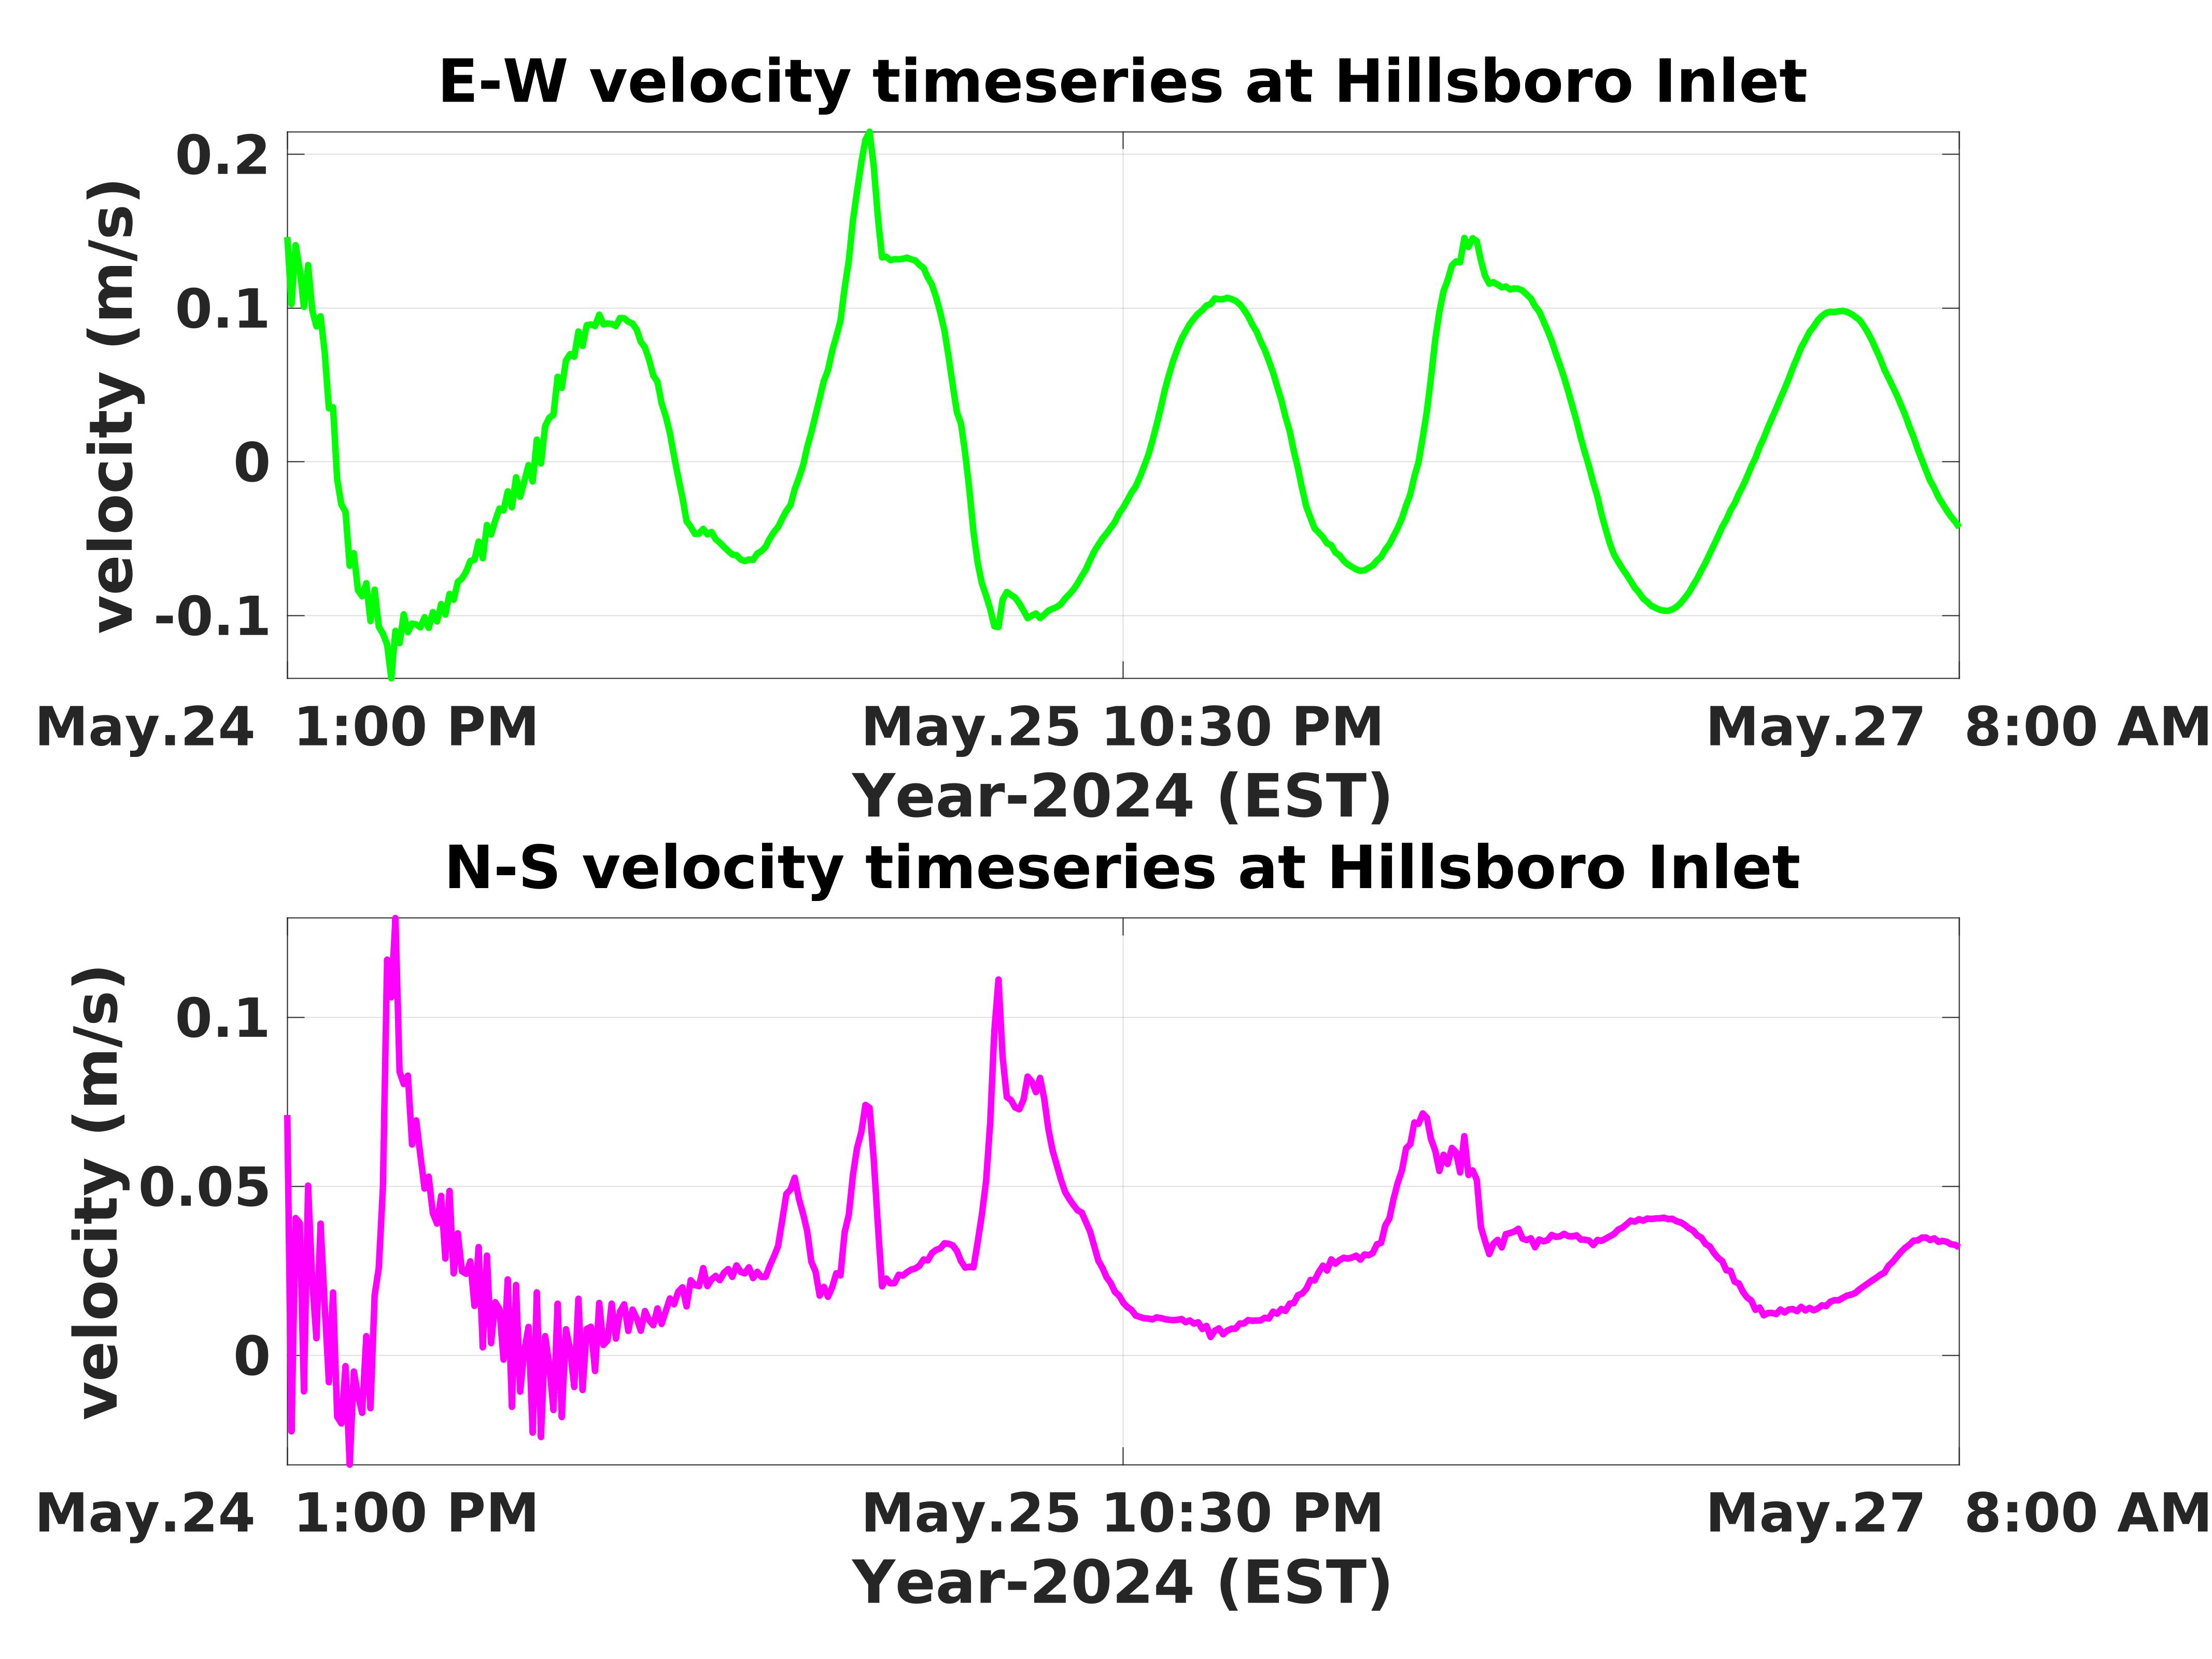 E-W velocity timeseries at Hillsboro Inlet
velocity (m/s)
0.2
0.1
0
-0.1
May.24 1:00 PM May.25 10:30 PM May.27 8:00 AM
Year-2024 (EST)
N-S velocity timeseries at Hillsboro Inlet
velocity (m/s)
0.1
0.05
0
May.24 1:00 PM May.25 10:30 PM May.27 8:00 AM
Year-2024 (EST)